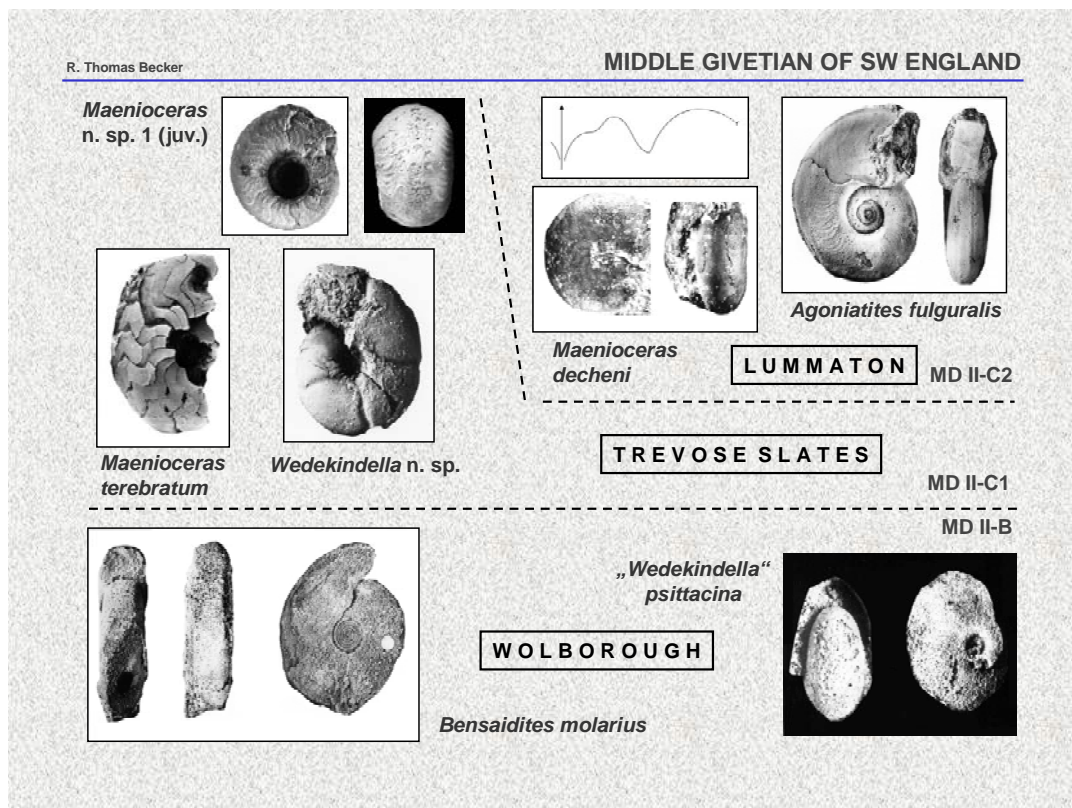 R. Thomas Becker
MIDDLE GIVETIAN OF SW ENGLAND
Maenioceras
n. sp. 1 (juv.)
Agoniatites fulguralis
Maenioceras
decheni
LUMMATON
MD II-C2
Maenioceras
terebratum
Wedekindella n. sp.
TREVOSE SLATES
MD II-C1
MD II-B
„Wedekindella“
psittacina
WOLBOROUGH
Bensaidites molarius